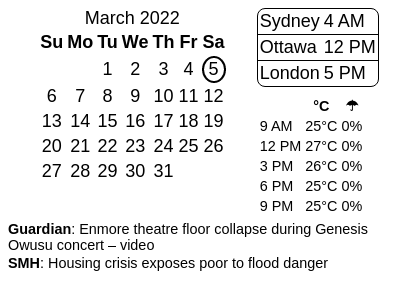 March 2022
Su Mo Tu We Th Fr Sa
1 2 3 4 5
6 7 8 9 10 11 12
13 14 15 16 17 18 19
20 21 22 23 24 25 26
27 28 29 30 31
Sydney 4 AM
Ottawa 12 PM
London 5 PM
°C ☂
9 AM 25°C 0%
12 PM 27°C 0%
3 PM 26°C 0%
6 PM 25°C 0%
9 PM 25°C 0%
Guardian: Enmore theatre floor collapse during Genesis
Owusu concert – video
SMH: Housing crisis exposes poor to flood danger